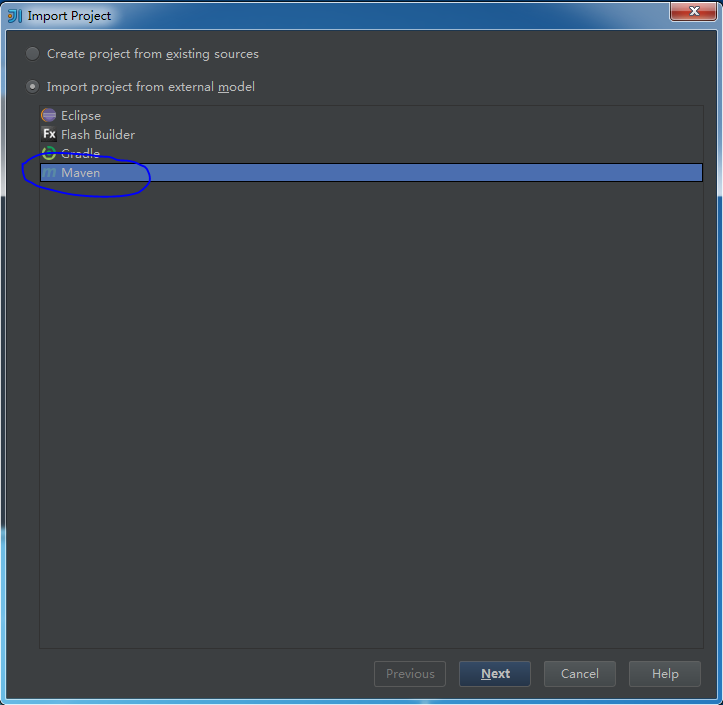 Import Project
Create project from existing sources
Import project from external model
Eclipse
Fx Flash Builder
Gradle
m Maven
Previous Next Cancel Help